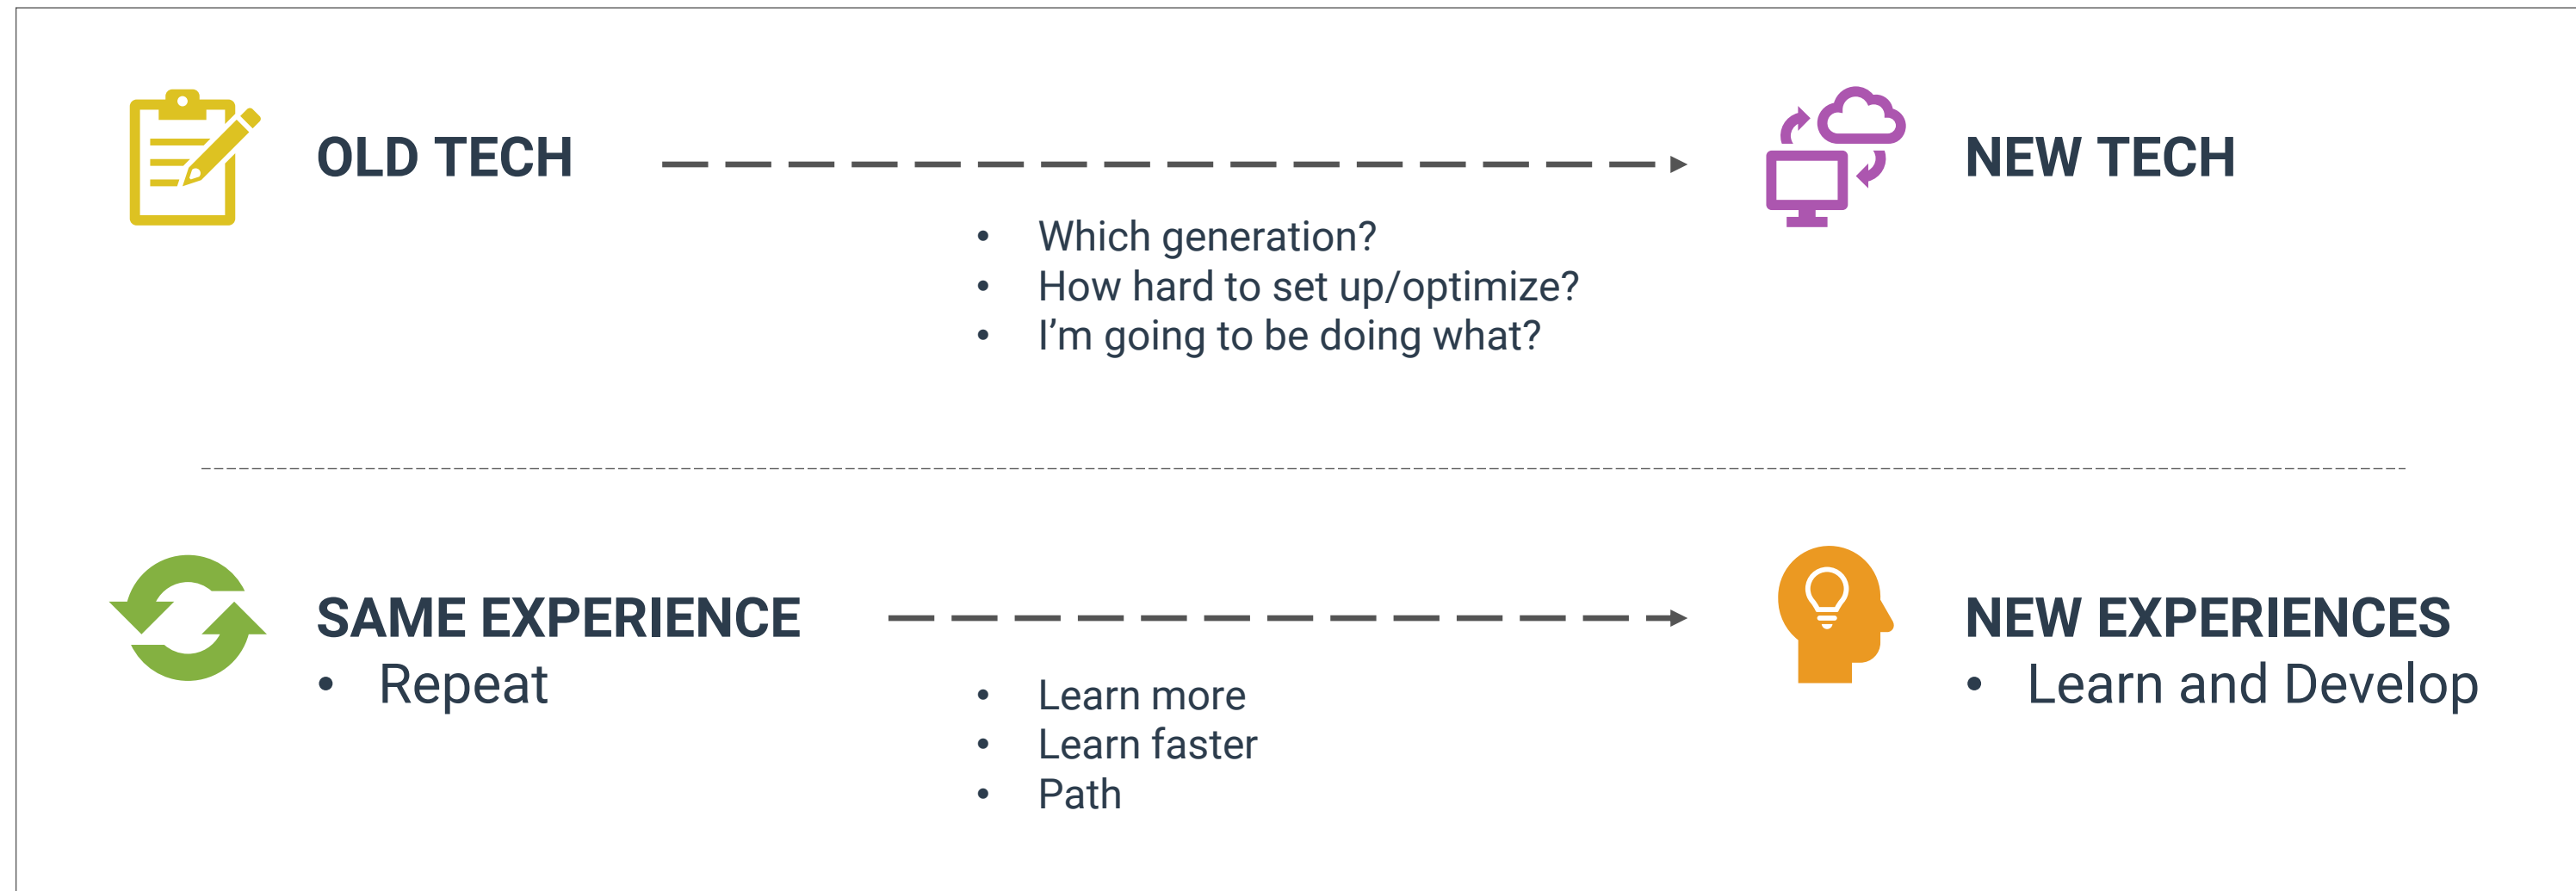 OLD TECH
NEW TECH
• Which generation?
• How hard to set up/optimize?
• I’m going to be doing what?
SAME EXPERIENCE
• Repeat
• Learn more
• Learn faster
• Path
NEW EXPERIENCES
• Learn and Develop